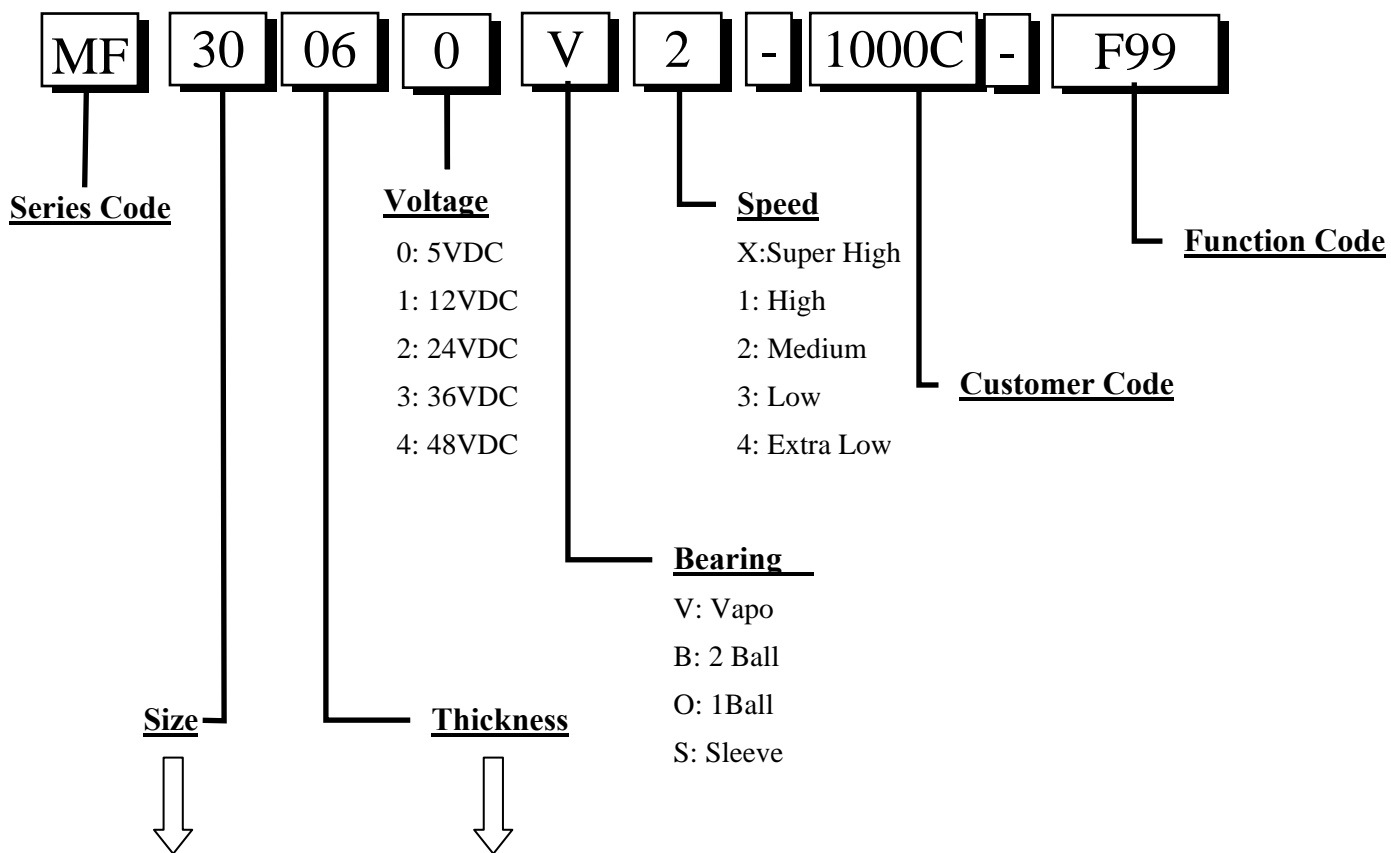 MF 30 06 0 V 2 - 1000C - F99
Series Code
Voltage
0: 5VDC
1: 12VDC
2: 24VDC
3: 36VDC
4: 48VDC
Speed
X:Super High
1: High
2: Medium
3: Low
4: Extra Low
Function Code
Customer Code
Bearing
V: Vapo
B: 2 Ball
O: 1Ball
S: Sleeve
Size
Thickness